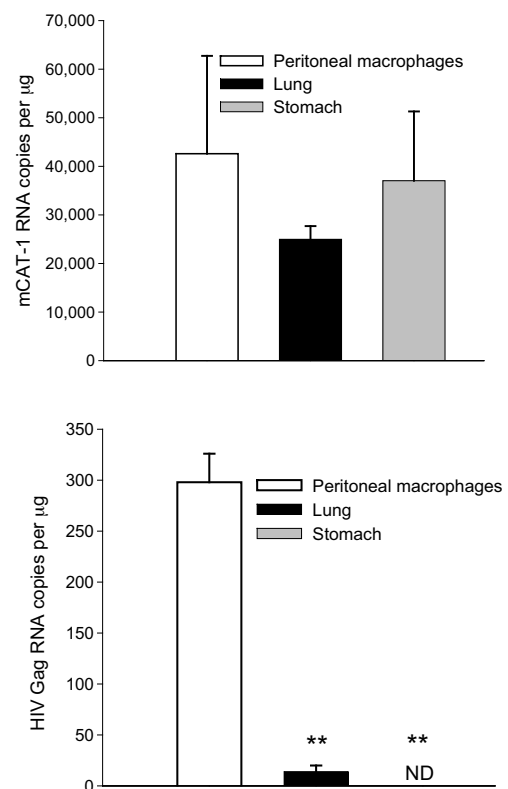 70,000
60,000
50,000
40,000
30,000
20,000
10,000
0
mCAT-1 RNA copies per μg
Peritoneal macrophages
Lung
Stomach
350
300
250
200
150
100
50
0
HIV Gag RNA copies per μg
Peritoneal macrophages
Lung
Stomach
** **
ND